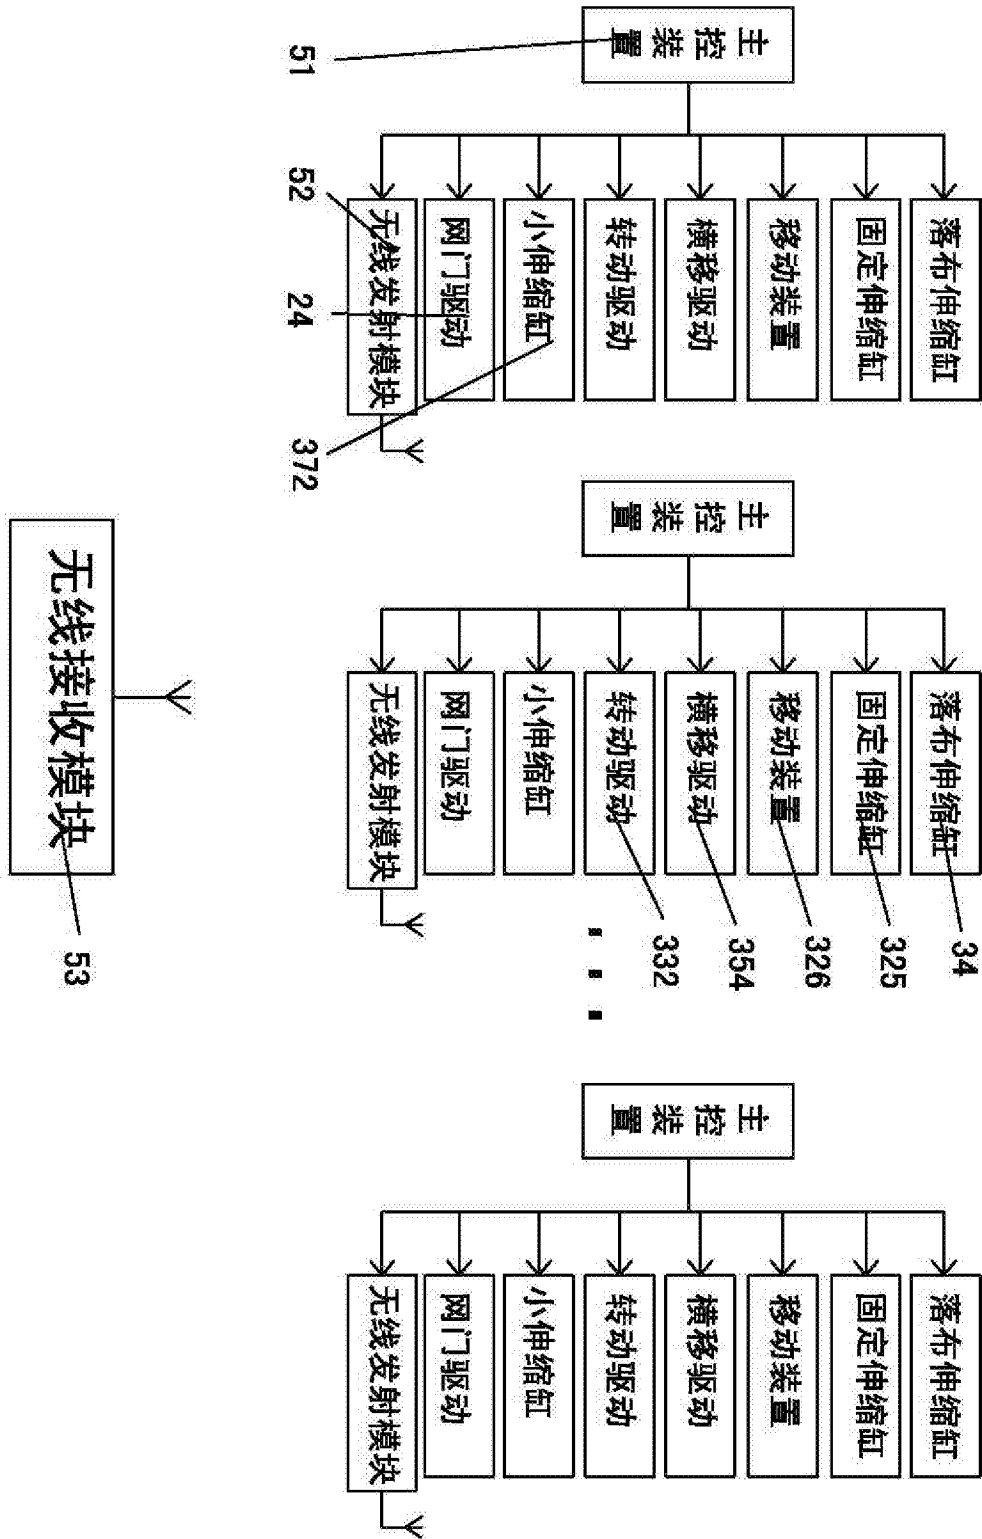 主控装置
51
落布伸缩缸
固定伸缩缸
移动装置
横移驱动
转动驱动
小伸缩缸
网门驱动
无线发射模块
52
24
372
主控装置
落布伸缩缸
固定伸缩缸
移动装置
横移驱动
转动驱动
小伸缩缸
网门驱动
无线发射模块
34
325
326
354
332
主控装置
落布伸缩缸
固定伸缩缸
移动装置
横移驱动
转动驱动
小伸缩缸
网门驱动
无线发射模块
无线接收模块
53